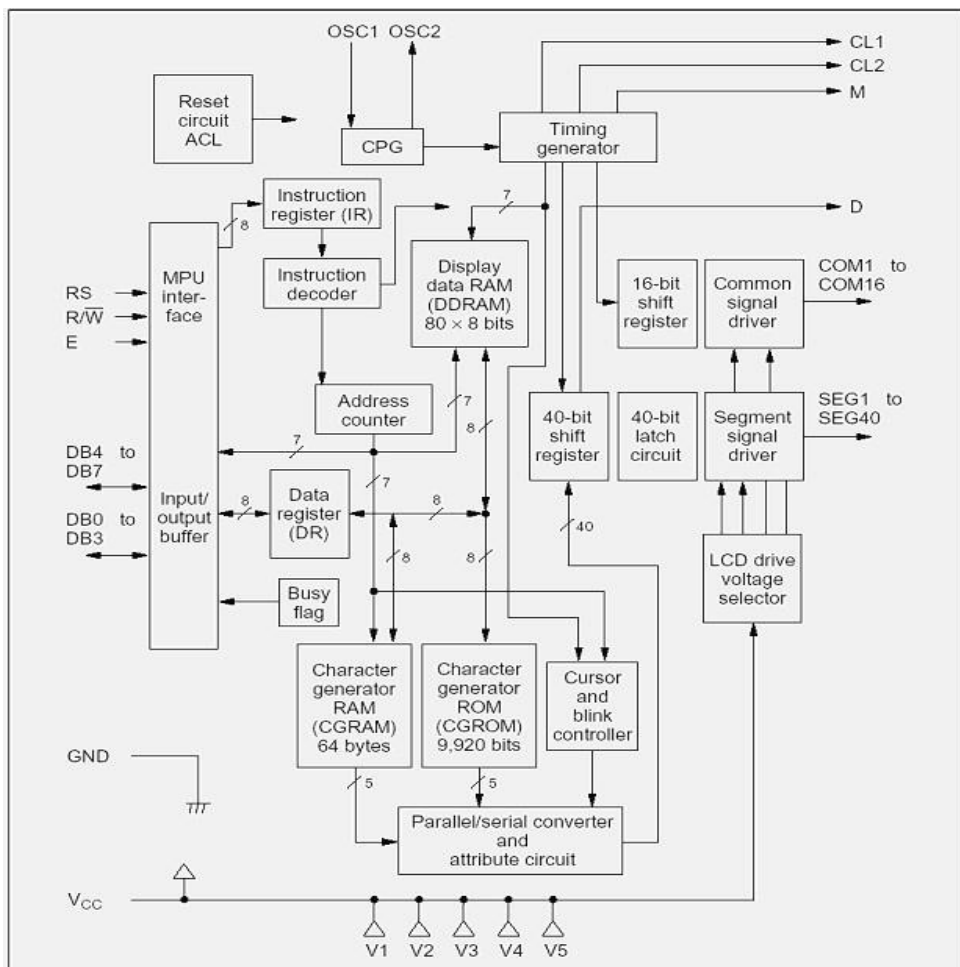 OSC1 OSC2
CL1
CL2
M
Reset
circuit
ACL
CPG
Timing
generator
Instruction
register (IR)
8
7
D
MPU
inter-
face
Instruction
decoder
Display
data RAM
(DDRAM)
80 × 8 bits
16-bit
shift
register
Common
signal
driver
COM1 to
COM16
RS
R/W̅
E
Address
counter
7
8
40-bit
shift
register
40-bit
latch
circuit
Segment
signal
driver
SEG1 to
SEG40
DB4 to
DB7
7
7
Input/
output
buffer
DB0 to
DB3
8
Data
register
(DR)
8
8
8
40
LCD drive
voltage
selector
Busy
flag
Character
generator
RAM
(CGRAM)
64 bytes
Character
generator
ROM
(CGROM)
9,920 bits
Cursor
and
blink
controller
GND
5
5
Parallel/serial converter
and
attribute circuit
VCC
V1
V2
V3
V4
V5